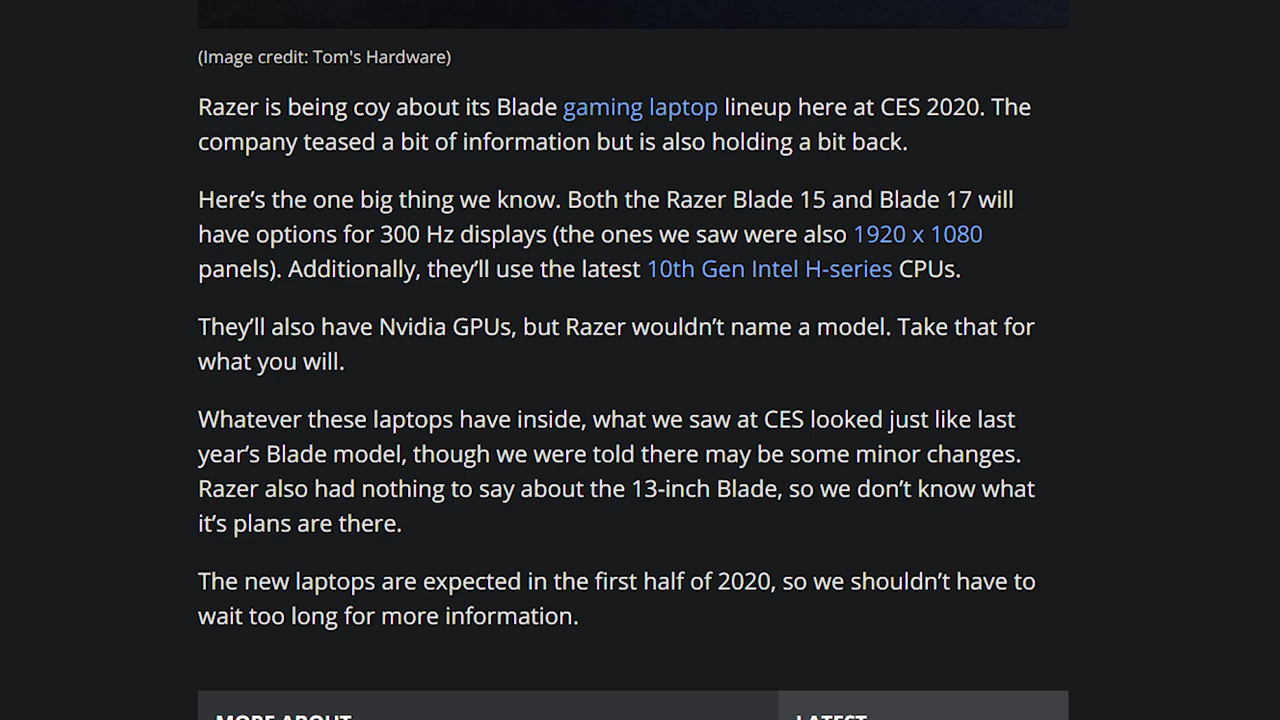 (Image credit: Tom's Hardware)
Razer is being coy about its Blade gaming laptop lineup here at CES 2020. The
company teased a bit of information but is also holding a bit back.
Here’s the one big thing we know. Both the Razer Blade 15 and Blade 17 will
have options for 300 Hz displays (the ones we saw were also 1920 x 1080
panels). Additionally, they’ll use the latest 10th Gen Intel H-series CPUs.
They’ll also have Nvidia GPUs, but Razer wouldn’t name a model. Take that for
what you will.
Whatever these laptops have inside, what we saw at CES looked just like last
year’s Blade model, though we were told there may be some minor changes.
Razer also had nothing to say about the 13-inch Blade, so we don’t know what
it’s plans are there.
The new laptops are expected in the first half of 2020, so we shouldn’t have to
wait too long for more information.
MORE ABOUT
LATEST